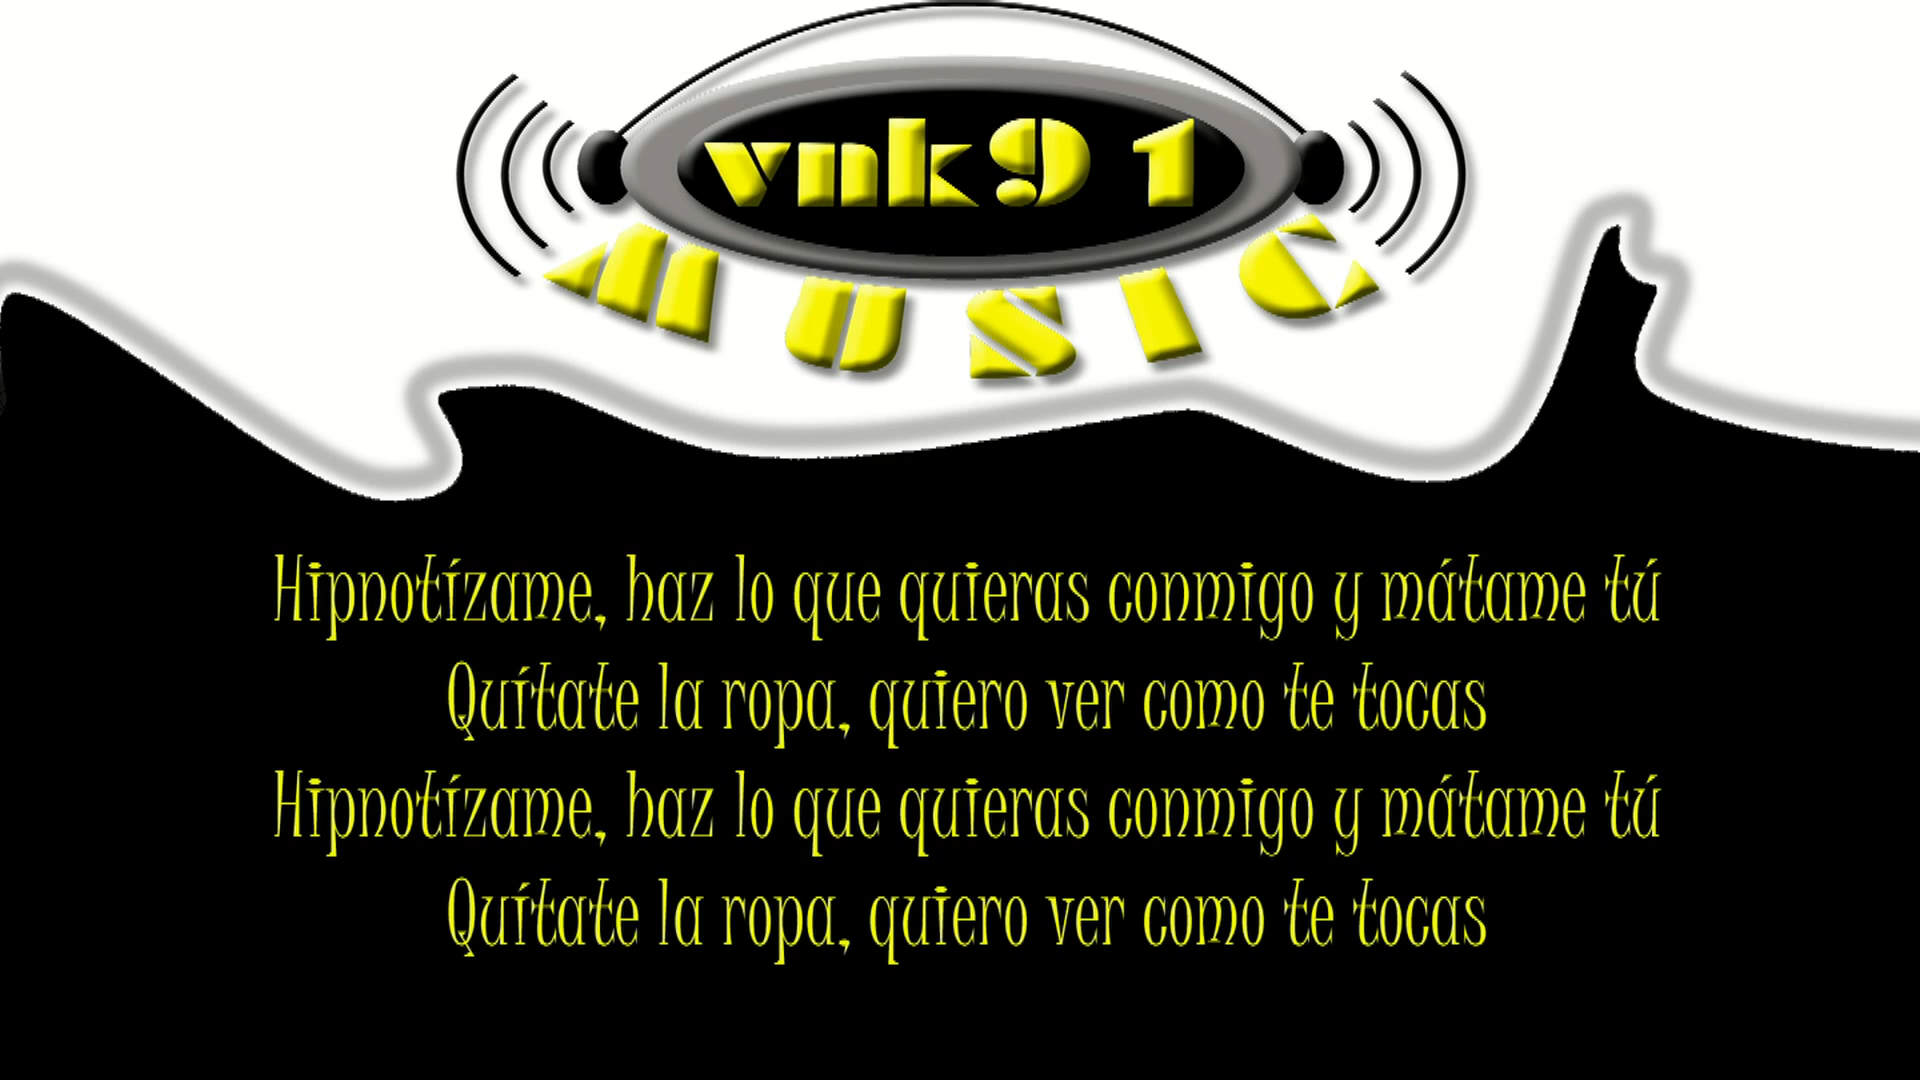 vnk91
MUSIC
Hipnotízame, haz lo que quieras conmigo y mátame tú
Quítate la ropa, quiero ver como te tocas
Hipnotízame, haz lo que quieras conmigo y mátame tú
Quítate la ropa, quiero ver como te tocas